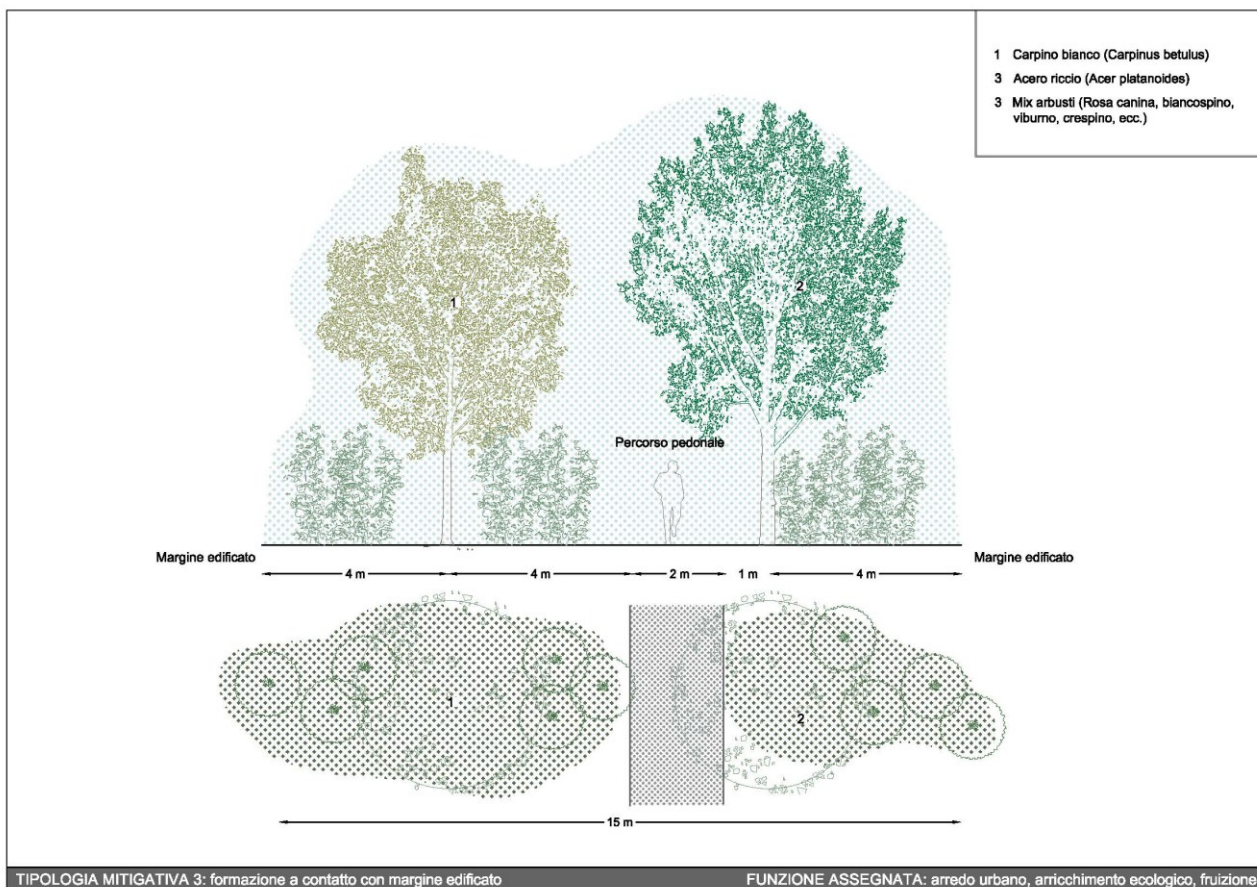 1 Carpino bianco (Carpinus betulus)
3 Acero riccio (Acer platanoides)
3 Mix arbusti (Rosa canina, biancospino,
viburno, crespino, ecc.)
1
2
Percorso pedonale
Margine edificato
Margine edificato
4 m
4 m
2 m
1 m
4 m
1
2
15 m
TIPOLOGIA MITIGATIVA 3: formazione a contatto con margine edificato
FUNZIONE ASSEGNATA: arredo urbano, arricchimento ecologico, fruizione